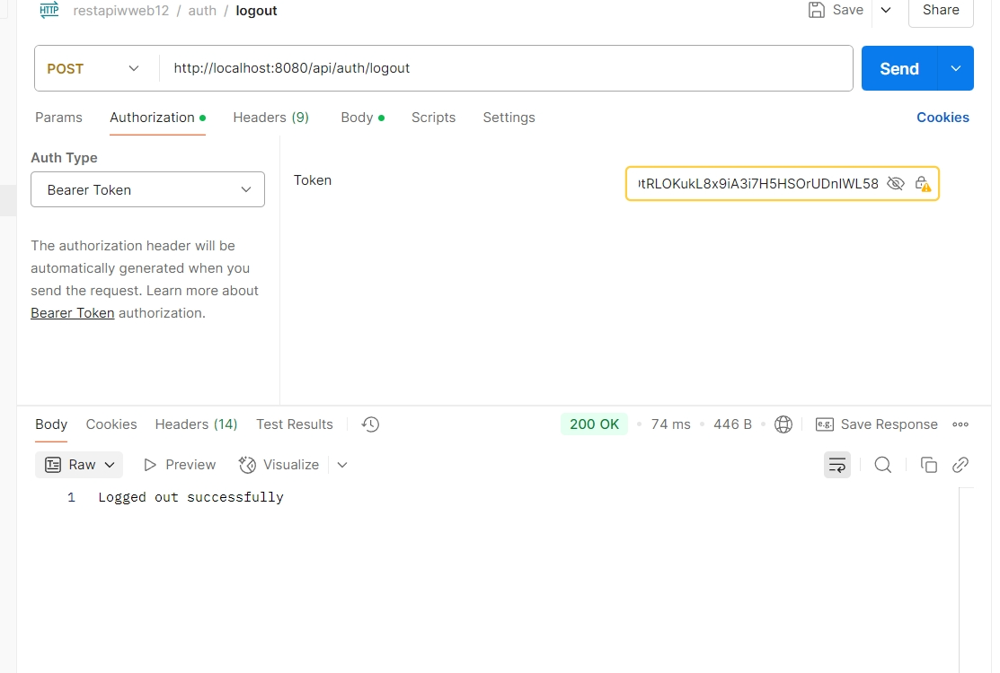 HTTP restapiwweb12 / auth / logout Save Share
POST http://localhost:8080/api/auth/logout Send
Params Authorization Headers (9) Body Scripts Settings Cookies
Auth Type
Bearer Token
Token
tRLOKukL8x9iA3i7H5HSOrUDnIWL58
The authorization header will be
automatically generated when you
send the request. Learn more about
Bearer Token authorization.
Body Cookies Headers (14) Test Results 200 OK • 74 ms • 446 B • e.g. Save Response
Raw Preview Visualize
1 Logged out successfully